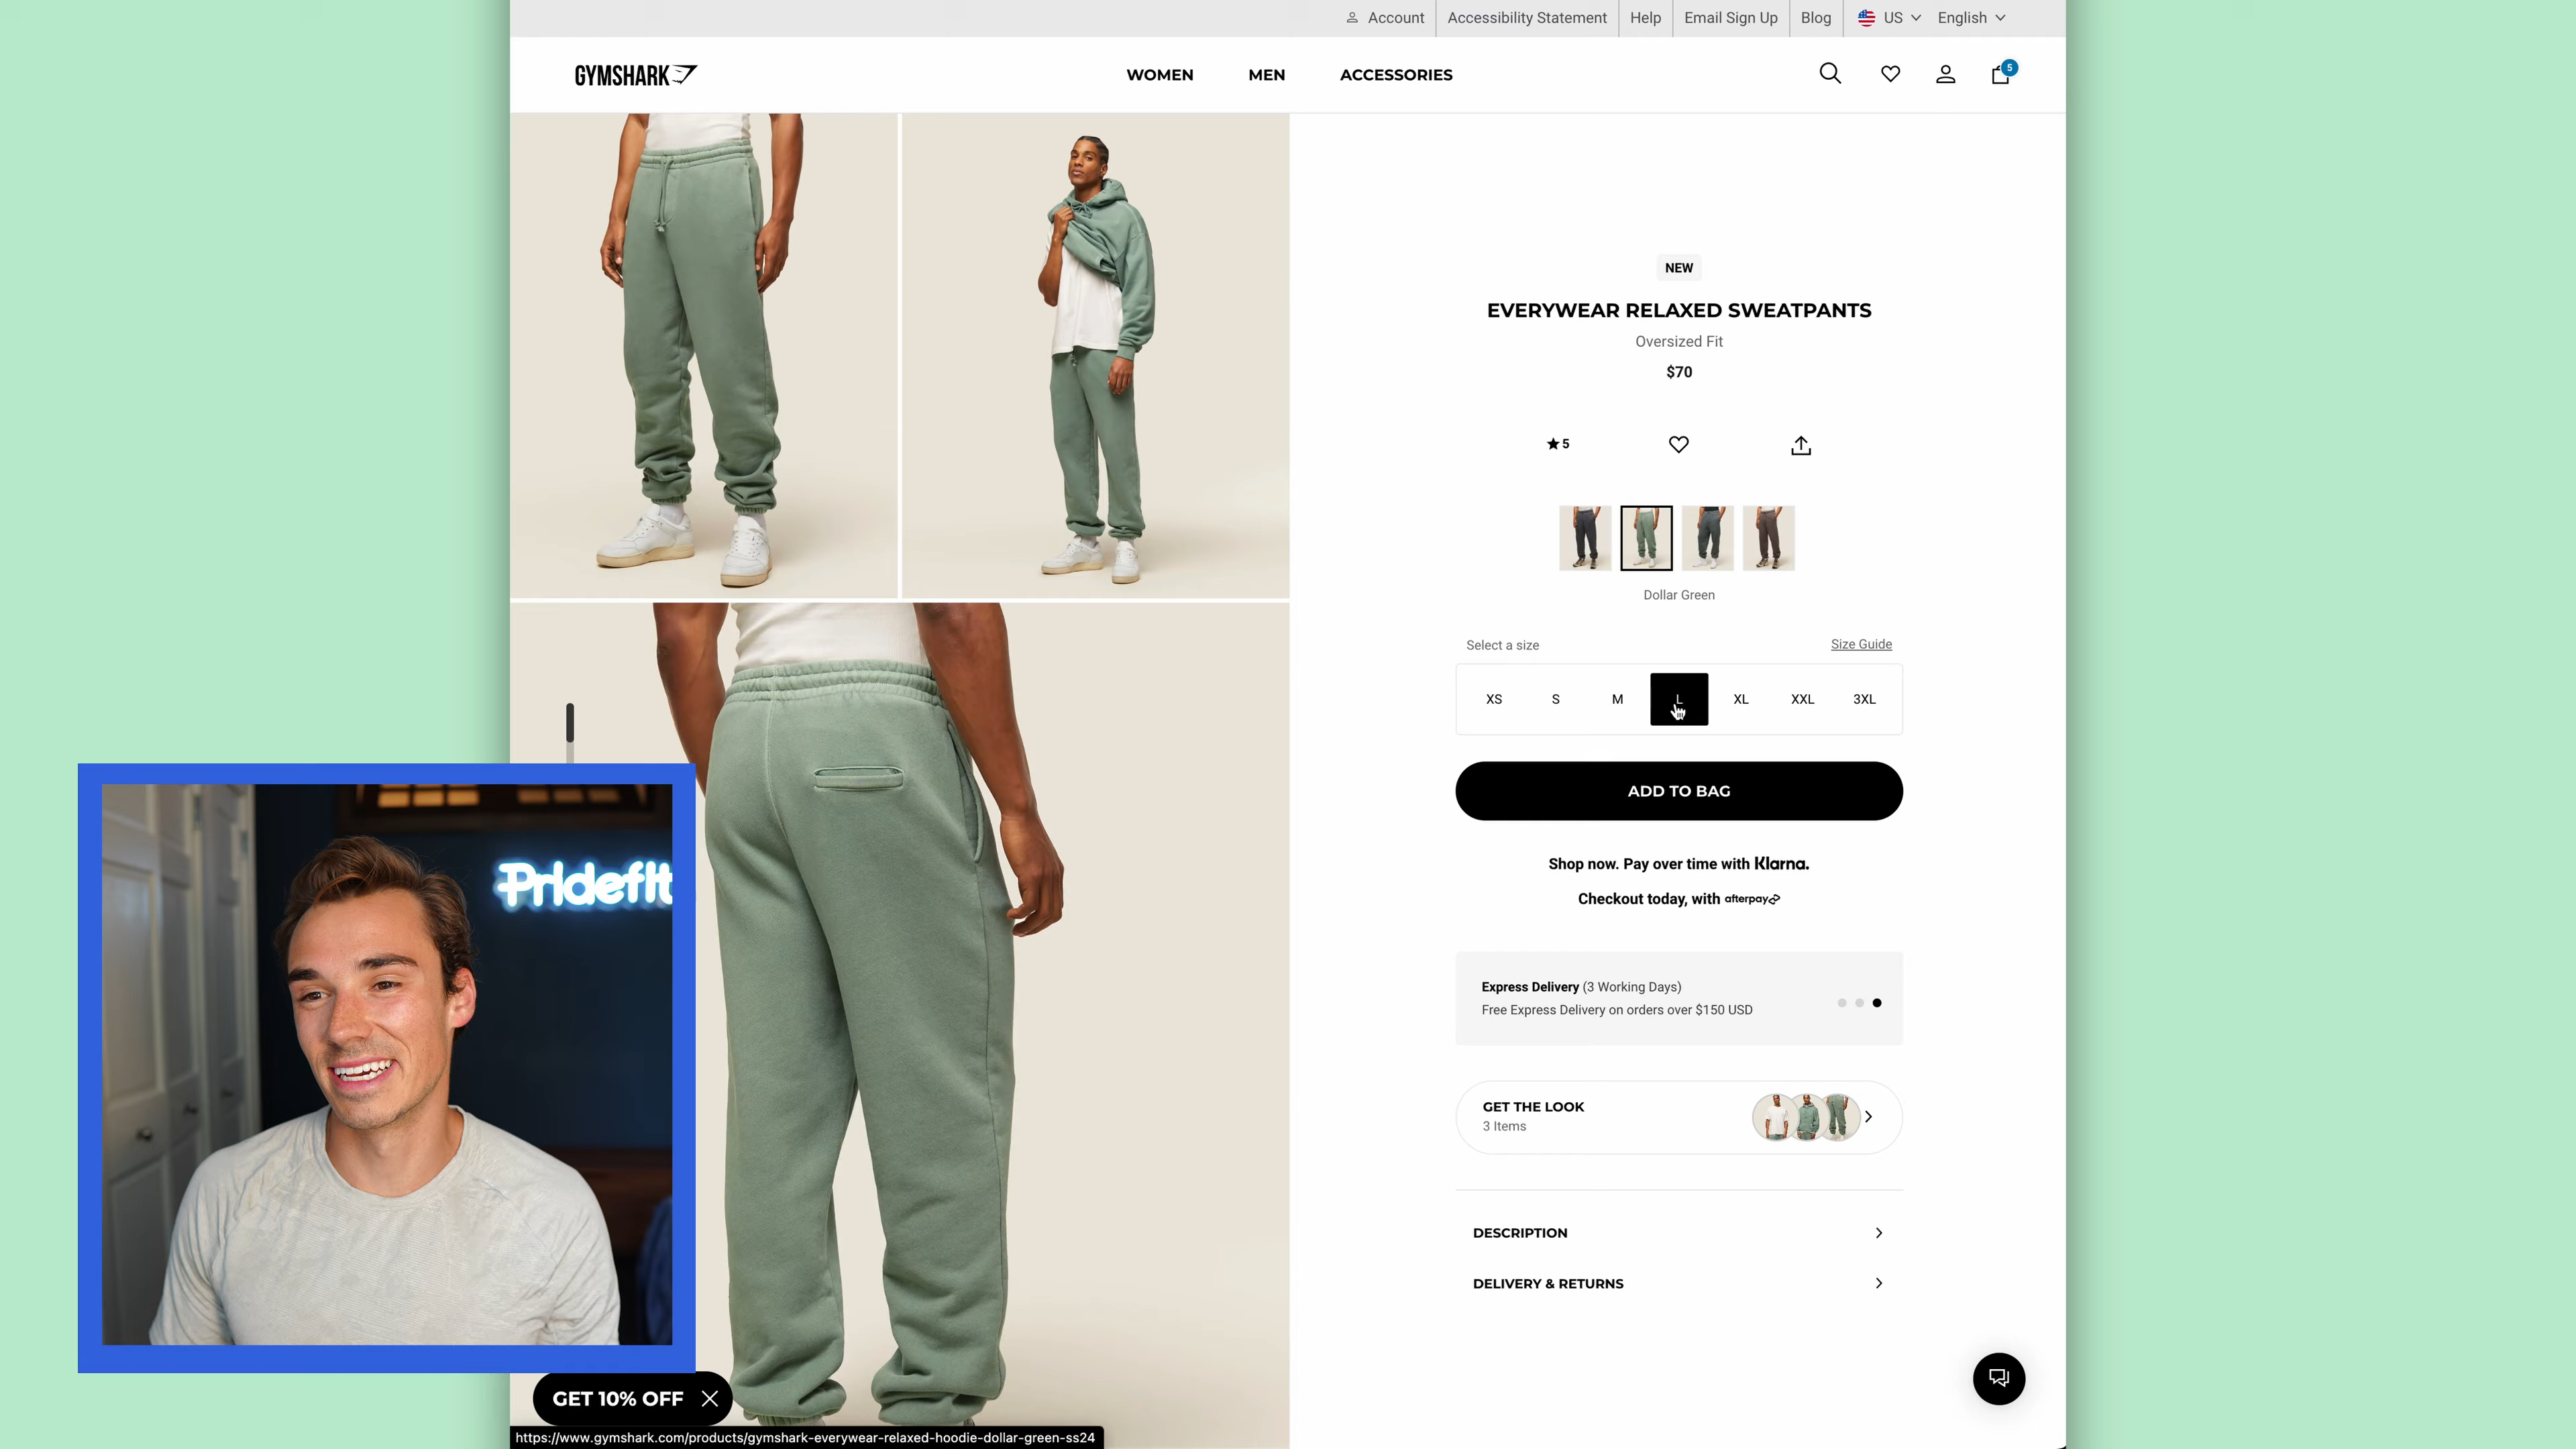 Account
Accessibility Statement
Help
Email Sign Up
Blog
US
English
GYMSHARK
WOMEN
MEN
ACCESSORIES
5
NEW
EVERYWEAR RELAXED SWEATPANTS
Oversized Fit
$70
5
Dollar Green
Select a size
Size Guide
XS
S
M
L
XL
XXL
3XL
ADD TO BAG
Shop now. Pay over time with Klarna.
Checkout today, with afterpay
Express Delivery (3 Working Days)
Free Express Delivery on orders over $150 USD
GET THE LOOK
3 Items
DESCRIPTION
DELIVERY & RETURNS
Pridefit
GET 10% OFF
https://www.gymshark.com/products/gymshark-everywear-relaxed-hoodie-dollar-green-ss24